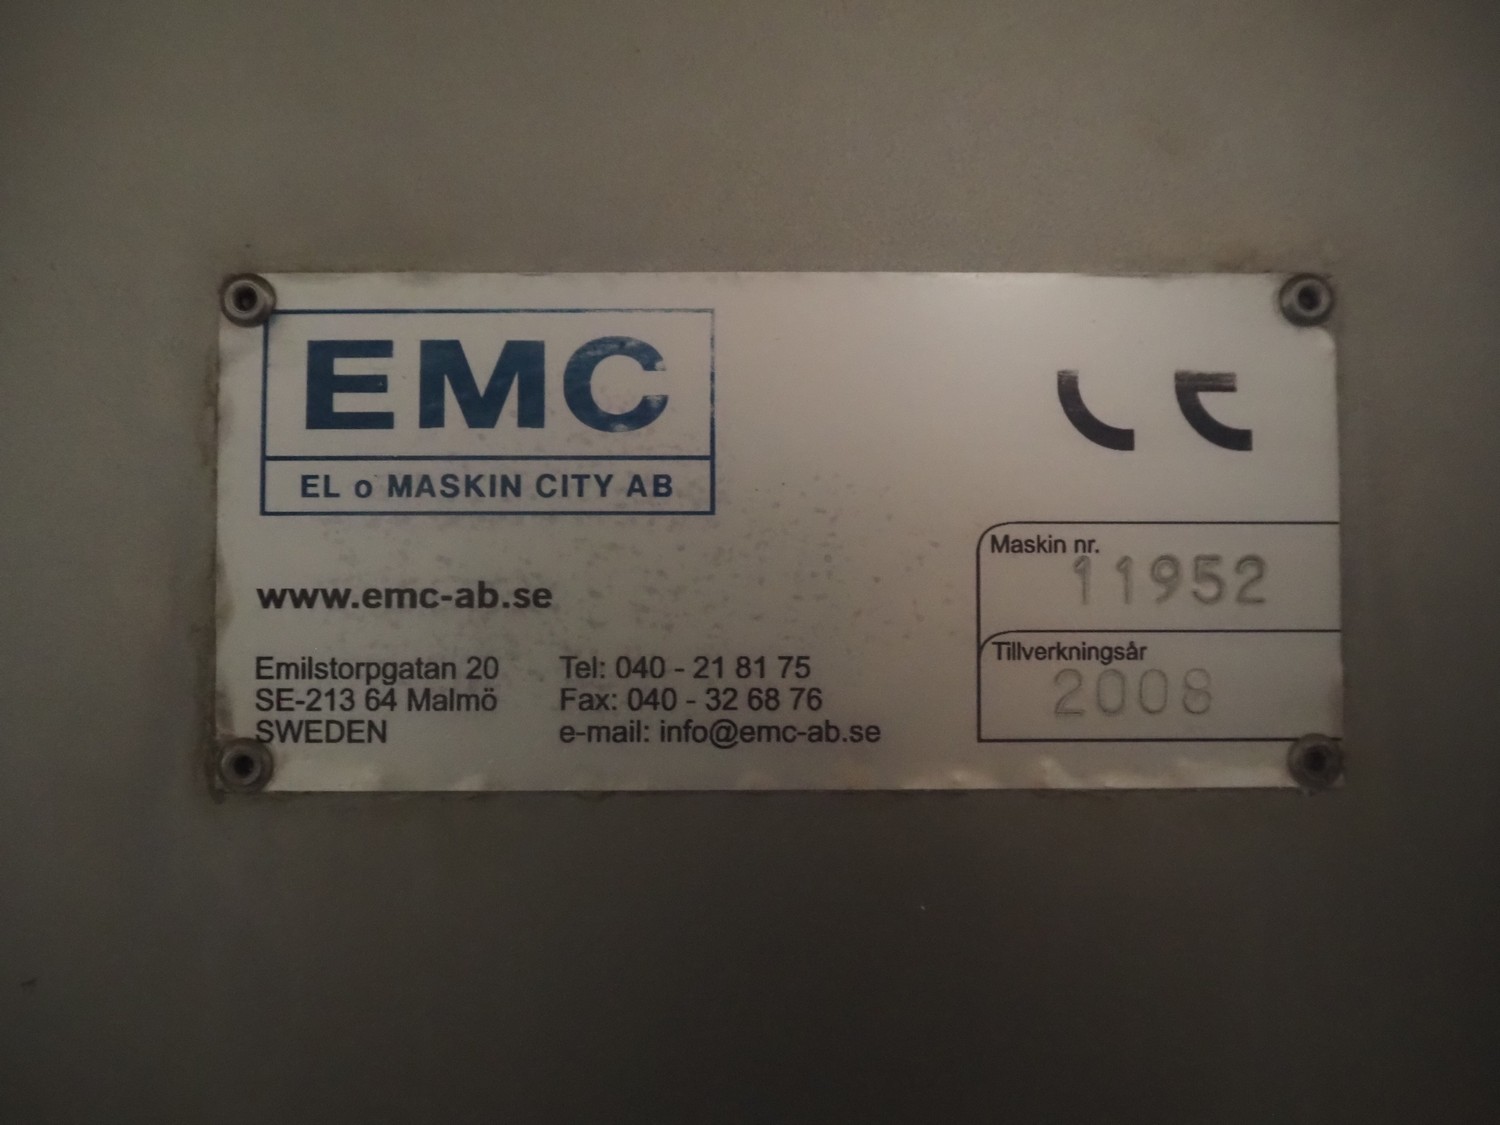 EMC
EL o MASKIN CITY AB
CE
www.emc-ab.se
Emilstorpgatan 20
SE-213 64 Malmö
SWEDEN
Tel: 040 - 21 81 75
Fax: 040 - 32 68 76
e-mail: info@emc-ab.se
Maskin nr.
11952
Tillverkningsår
2008